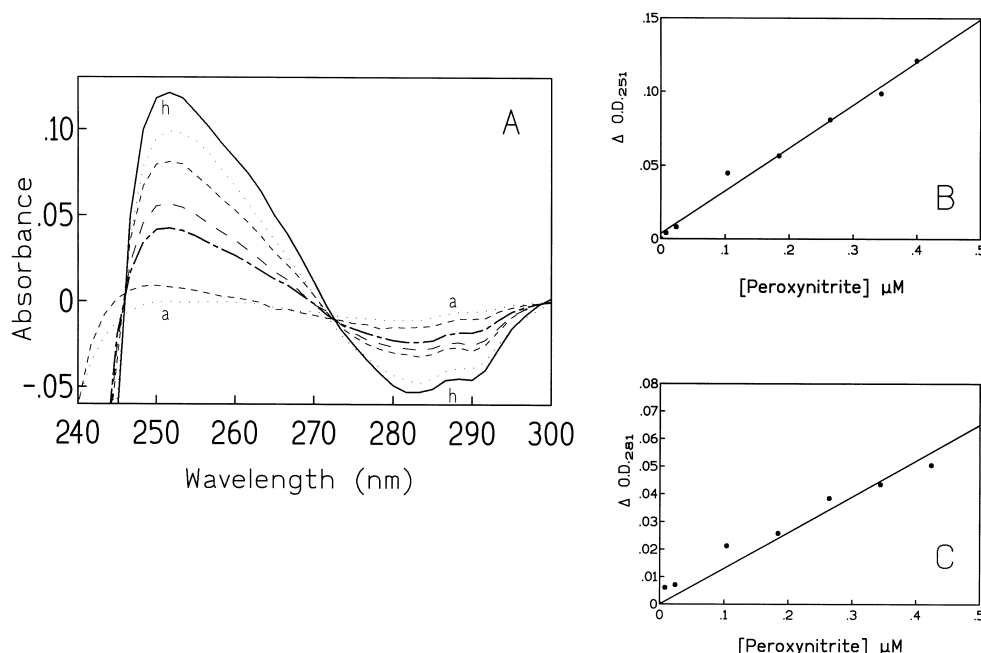 A
h
a
a
h
.10
.05
0
-.05
240 250 260 270 280 290 300
Absorbance
Wavelength (nm)
B
.15
.10
.05
0
0 .1 .2 .3 .4 .5
Δ O.D.251
[Peroxynitrite] μM
C
.08
.07
.06
.05
.04
.03
.02
.01
0
0 .1 .2 .3 .4 .5
Δ O.D.281
[Peroxynitrite] μM